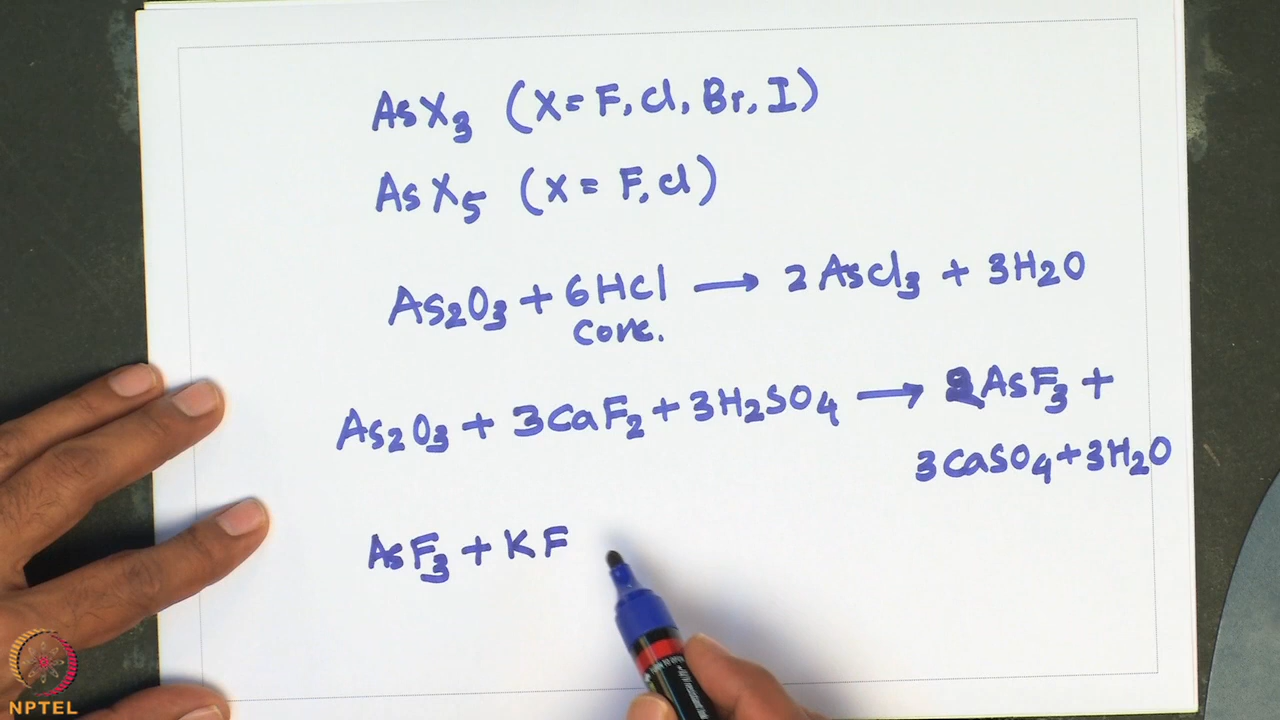 AsX₃ (X = F, Cl, Br, I)
AsX₅ (X = F, Cl)
As₂O₃ + 6HCl → 2AsCl₃ + 3H₂O
Conc.
As₂O₃ + 3CaF₂ + 3H₂SO₄ → 2AsF₃ +
3CaSO₄ + 3H₂O
AsF₃ + KF
NPTEL